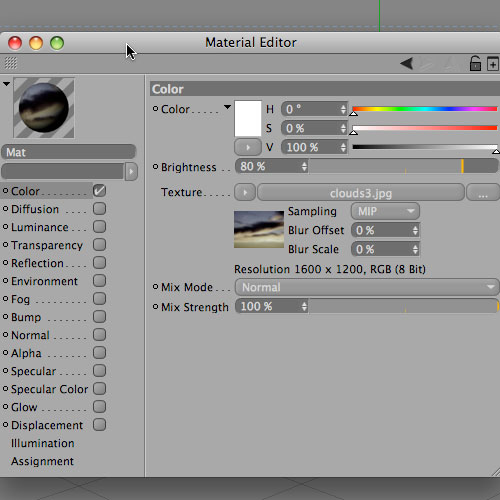 Material Editor
Color
Color..... H 0 °
S 0 %
V 100 %
Mat
Brightness 80 %
Texture.... clouds3.jpg ...
Sampling MIP
Blur Offset 0 %
Blur Scale 0 %
Resolution 1600 x 1200, RGB (8 Bit)
Mix Mode... Normal
Mix Strength 100 %
Color........
Diffusion ....
Luminance...
Transparency
Reflection....
Environment
Fog..........
Bump.......
Normal.....
Alpha.......
Specular....
Specular Color
Glow........
Displacement
Illumination
Assignment